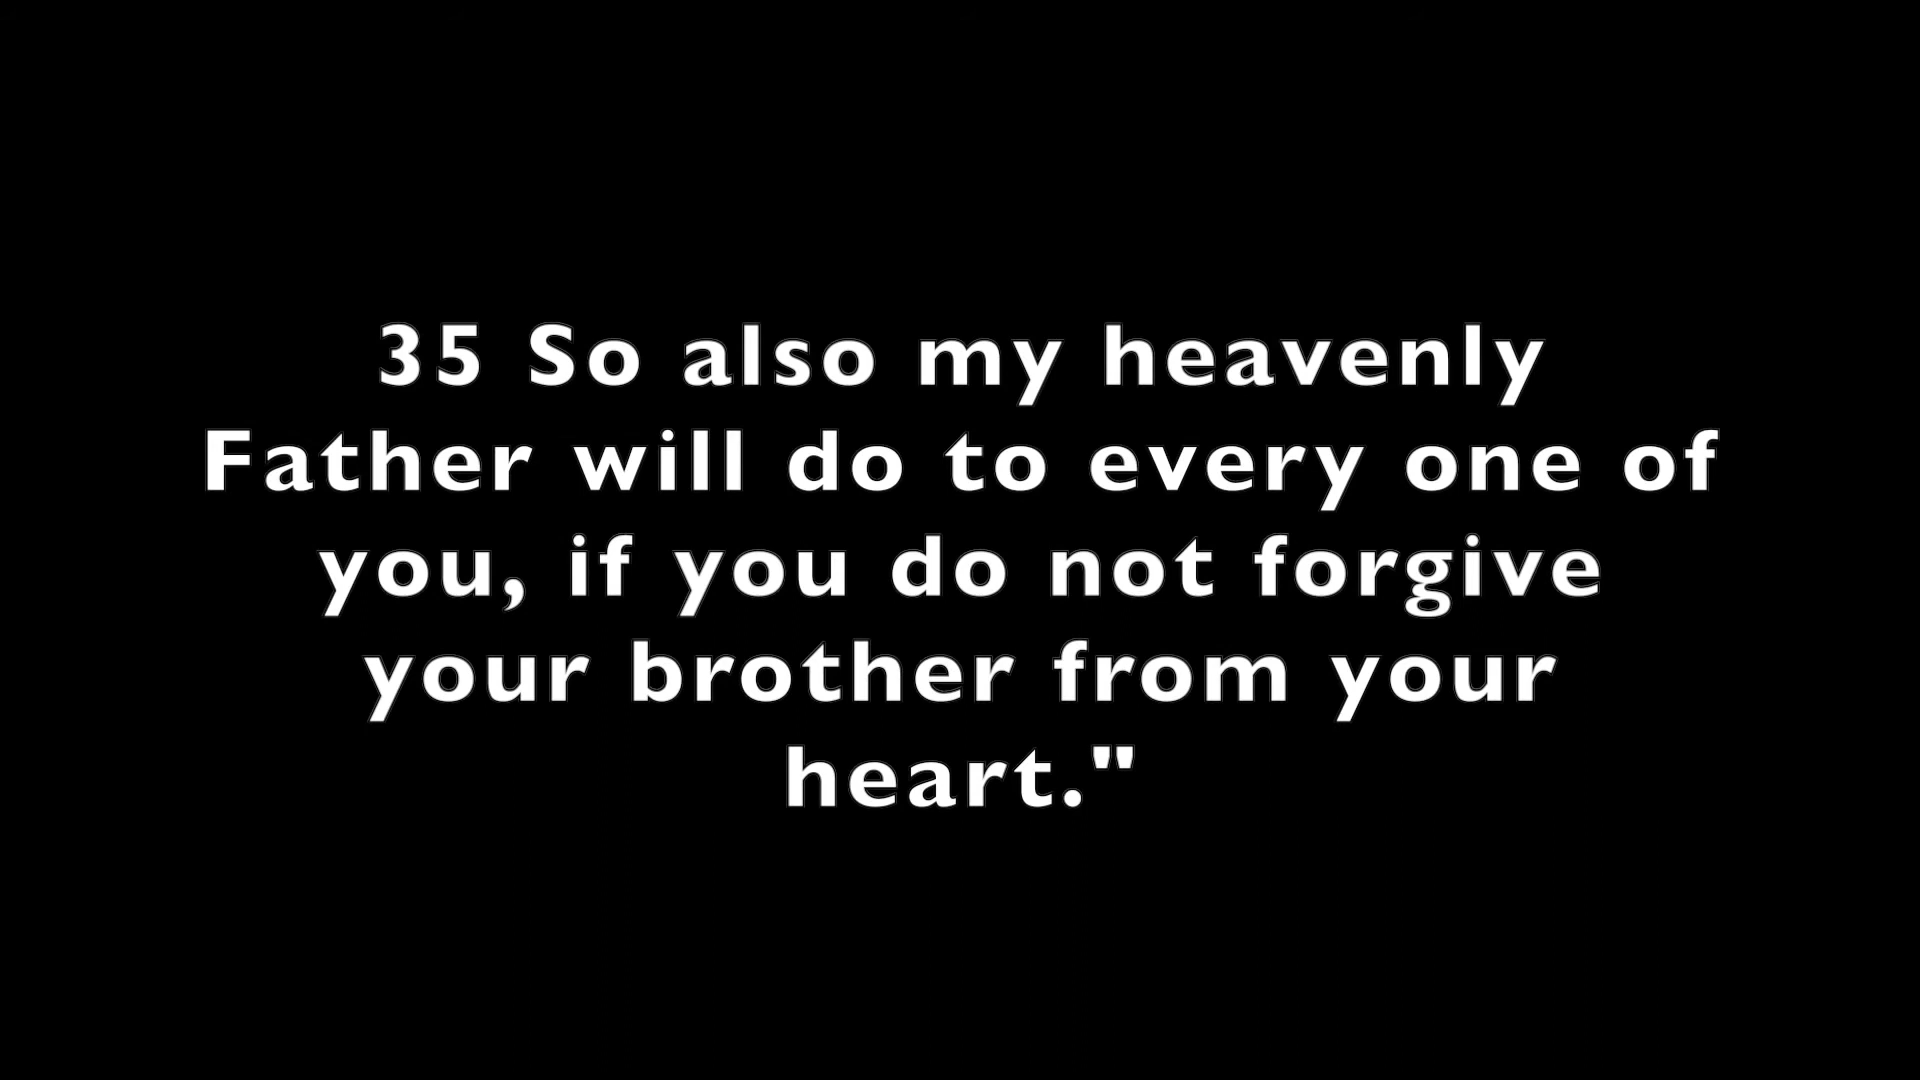 35 So also my heavenly
Father will do to every one of
you, if you do not forgive
your brother from your
heart."